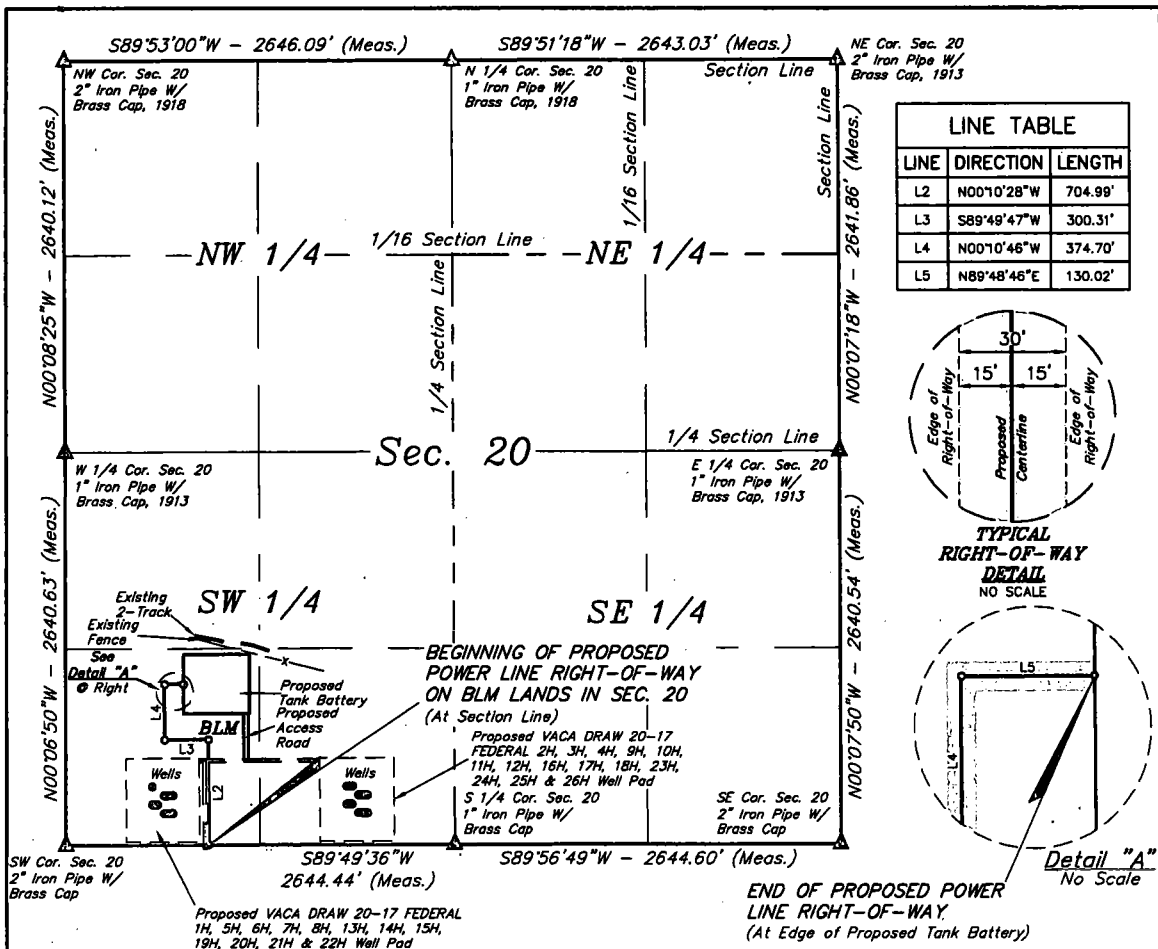 S89°53'00"W - 2646.09' (Meas.)
S89°51'18"W - 2643.03' (Meas.)
NW Cor. Sec. 20
2" Iron Pipe W/
Brass Cap, 1918
N 1/4 Cor. Sec. 20
1" Iron Pipe W/
Brass Cap, 1918
Section Line
NE Cor. Sec. 20
2" Iron Pipe W/
Brass Cap, 1913
N00°08'25"W - 2640.12' (Meas.)
1/16 Section Line
Section Line
N00°07'18"W - 2641.86' (Meas.)
NW 1/4
1/16 Section Line
NE 1/4
1/4 Section Line
Sec. 20
1/4 Section Line
W 1/4 Cor. Sec. 20
1" Iron Pipe W/
Brass Cap, 1913
E 1/4 Cor. Sec. 20
1" Iron Pipe W/
Brass Cap, 1913
N00°06'50"W - 2640.63' (Meas.)
N00°07'50"W - 2640.54' (Meas.)
LINE TABLE
LINE DIRECTION LENGTH
L2 N00°10'28"W 704.99'
L3 S89°49'47"W 300.31'
L4 N00°10'46"W 374.70'
L5 N89°48'46"E 130.02'
30'
15' 15'
Edge of
Right-of-Way
Proposed
Centerline
Edge of
Right-of-Way
TYPICAL
RIGHT-OF-WAY
DETAIL
NO SCALE
Existing
2-Track
Existing
Fence
See
Detail "A"
@ Right
SW 1/4
SE 1/4
x
Proposed
Tank Battery
Proposed
Access
Road
BLM
L4
L3
L2
Wells
Wells
BEGINNING OF PROPOSED
POWER LINE RIGHT-OF-WAY
ON BLM LANDS IN SEC. 20
(At Section Line)
Proposed VACA DRAW 20-17
FEDERAL 2H, 3H, 4H, 9H, 10H,
11H, 12H, 16H, 17H, 18H, 23H,
24H, 25H & 26H Well Pad
S 1/4 Cor. Sec. 20
1" Iron Pipe W/
Brass Cap
SE Cor. Sec. 20
2" Iron Pipe W/
Brass Cap
SW Cor. Sec. 20
2" Iron Pipe W/
Brass Cap
S89°49'36"W
2644.44' (Meas.)
S89°56'49"W - 2644.60' (Meas.)
Proposed VACA DRAW 20-17 FEDERAL
1H, 5H, 6H, 7H, 8H, 13H, 14H, 15H,
19H, 20H, 21H & 22H Well Pad
L5
L4
Detail "A"
No Scale
END OF PROPOSED POWER
LINE RIGHT-OF-WAY
(At Edge of Proposed Tank Battery)